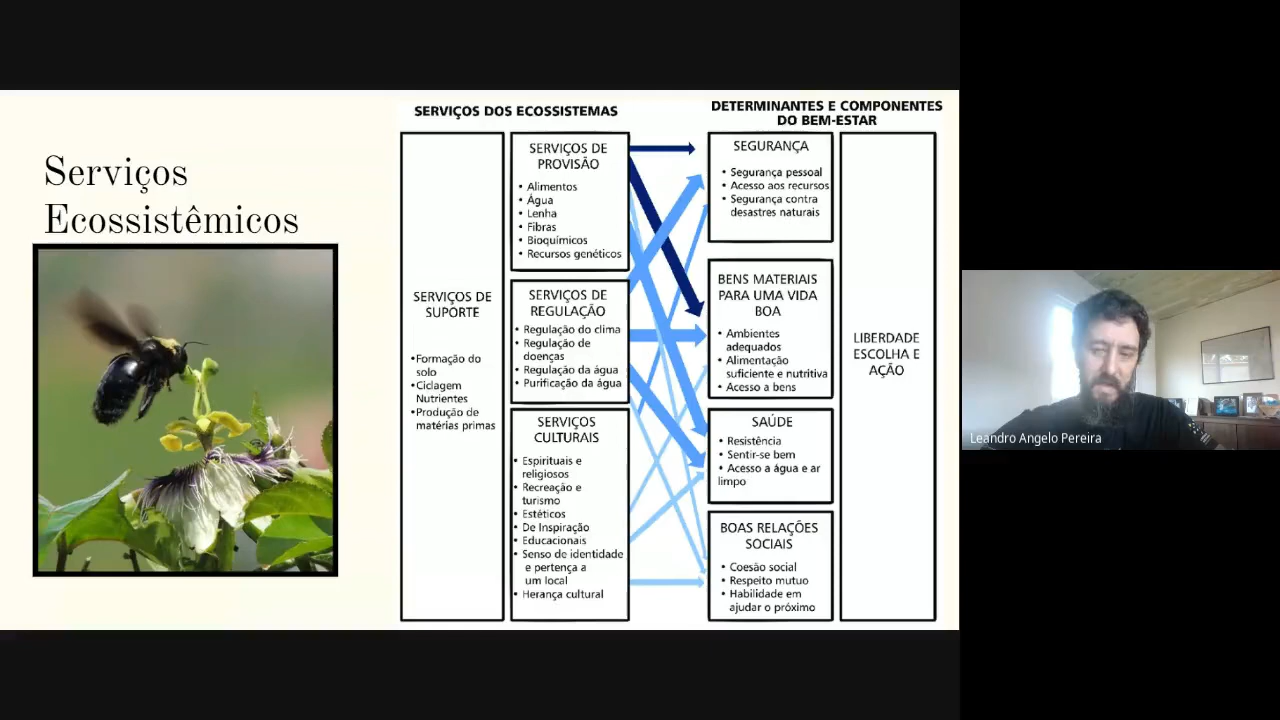 Serviços
Ecossistêmicos
SERVIÇOS DOS ECOSSISTEMAS
SERVIÇOS DE
SUPORTE
•Formação do
solo
•Ciclagem
Nutrientes
•Produção de
matérias primas
SERVIÇOS DE
PROVISÃO
• Alimentos
• Água
• Lenha
• Fibras
• Bioquímicos
• Recursos genéticos
SERVIÇOS DE
REGULAÇÃO
• Regulação do clima
• Regulação de
doenças
• Regulação da água
• Purificação da água
SERVIÇOS
CULTURAIS
• Espirituais e
religiosos
• Recreação e
turismo
• Estéticos
• De Inspiração
• Educacionais
• Senso de identidade
e pertença a
um local
• Herança cultural
DETERMINANTES E COMPONENTES
DO BEM-ESTAR
SEGURANÇA
• Segurança pessoal
• Acesso aos recursos
• Segurança contra
desastres naturais
BENS MATERIAIS
PARA UMA VIDA
BOA
• Ambientes
adequados
• Alimentação
suficiente e nutritiva
• Acesso a bens
SAÚDE
• Resistência
• Sentir-se bem
• Acesso a água e ar
limpo
BOAS RELAÇÕES
SOCIAIS
• Coesão social
• Respeito mutuo
• Habilidade em
ajudar o próximo
LIBERDADE
ESCOLHA E
AÇÃO
Leandro Angelo Pereira